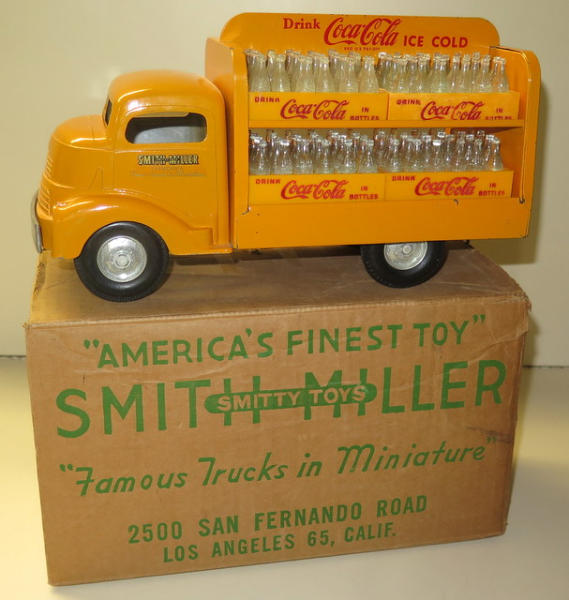 Drink Coca-Cola ICE COLD
DRINK Coca-Cola IN BOTTLES
DRINK Coca-Cola IN BOTTLES
SMITH-MILLER
DRINK Coca-Cola IN BOTTLES
DRINK Coca-Cola IN BOTTLES
"AMERICA'S FINEST TOY"
SMITH-MILLER
SMITTY TOYS
"Famous Trucks in Miniature"
2500 SAN FERNANDO ROAD
LOS ANGELES 65, CALIF.